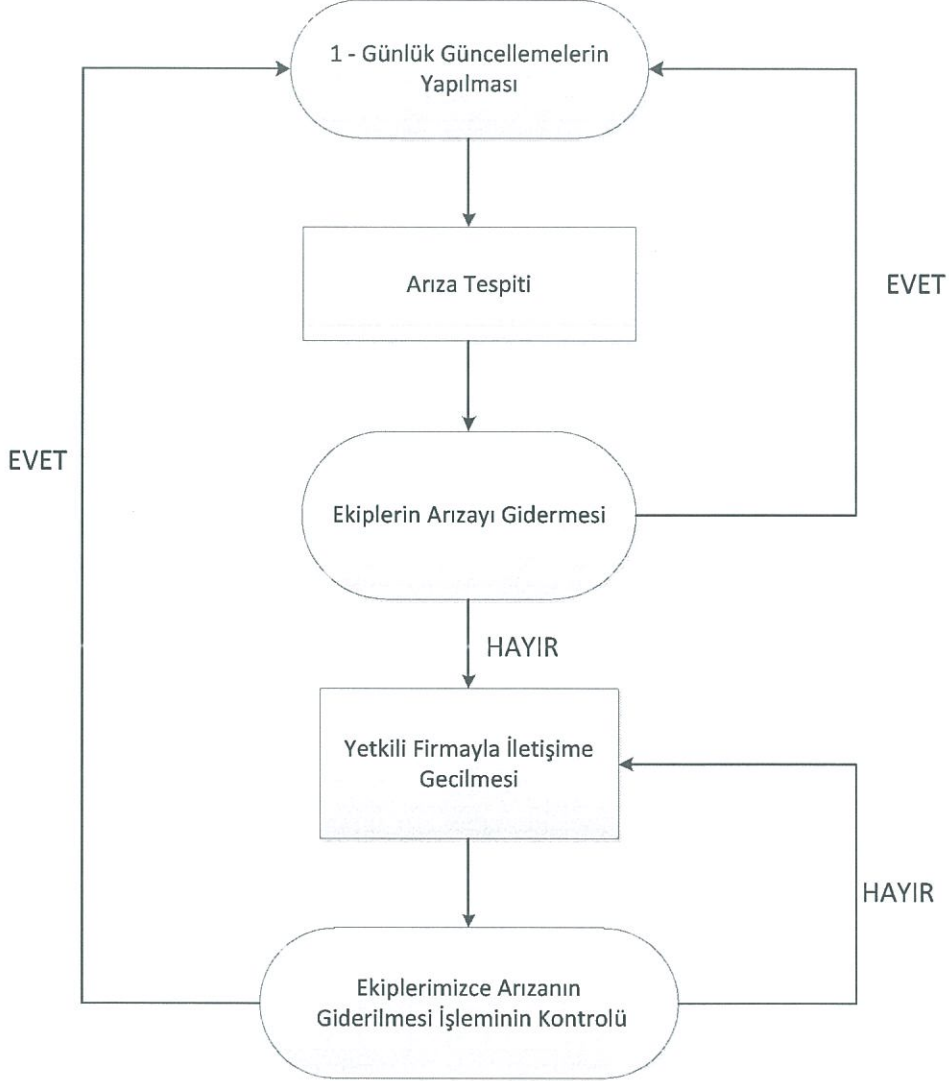 1 - Günlük Güncellemelerin
Yapılması
Arıza Tespiti
EVET
EVET
Ekiplerin Arızayı Gidermesi
HAYIR
Yetkili Firmayla İletişime
Gecilmesi
HAYIR
Ekiplerimizce Arızanın
Giderilmesi İşleminin Kontrolü